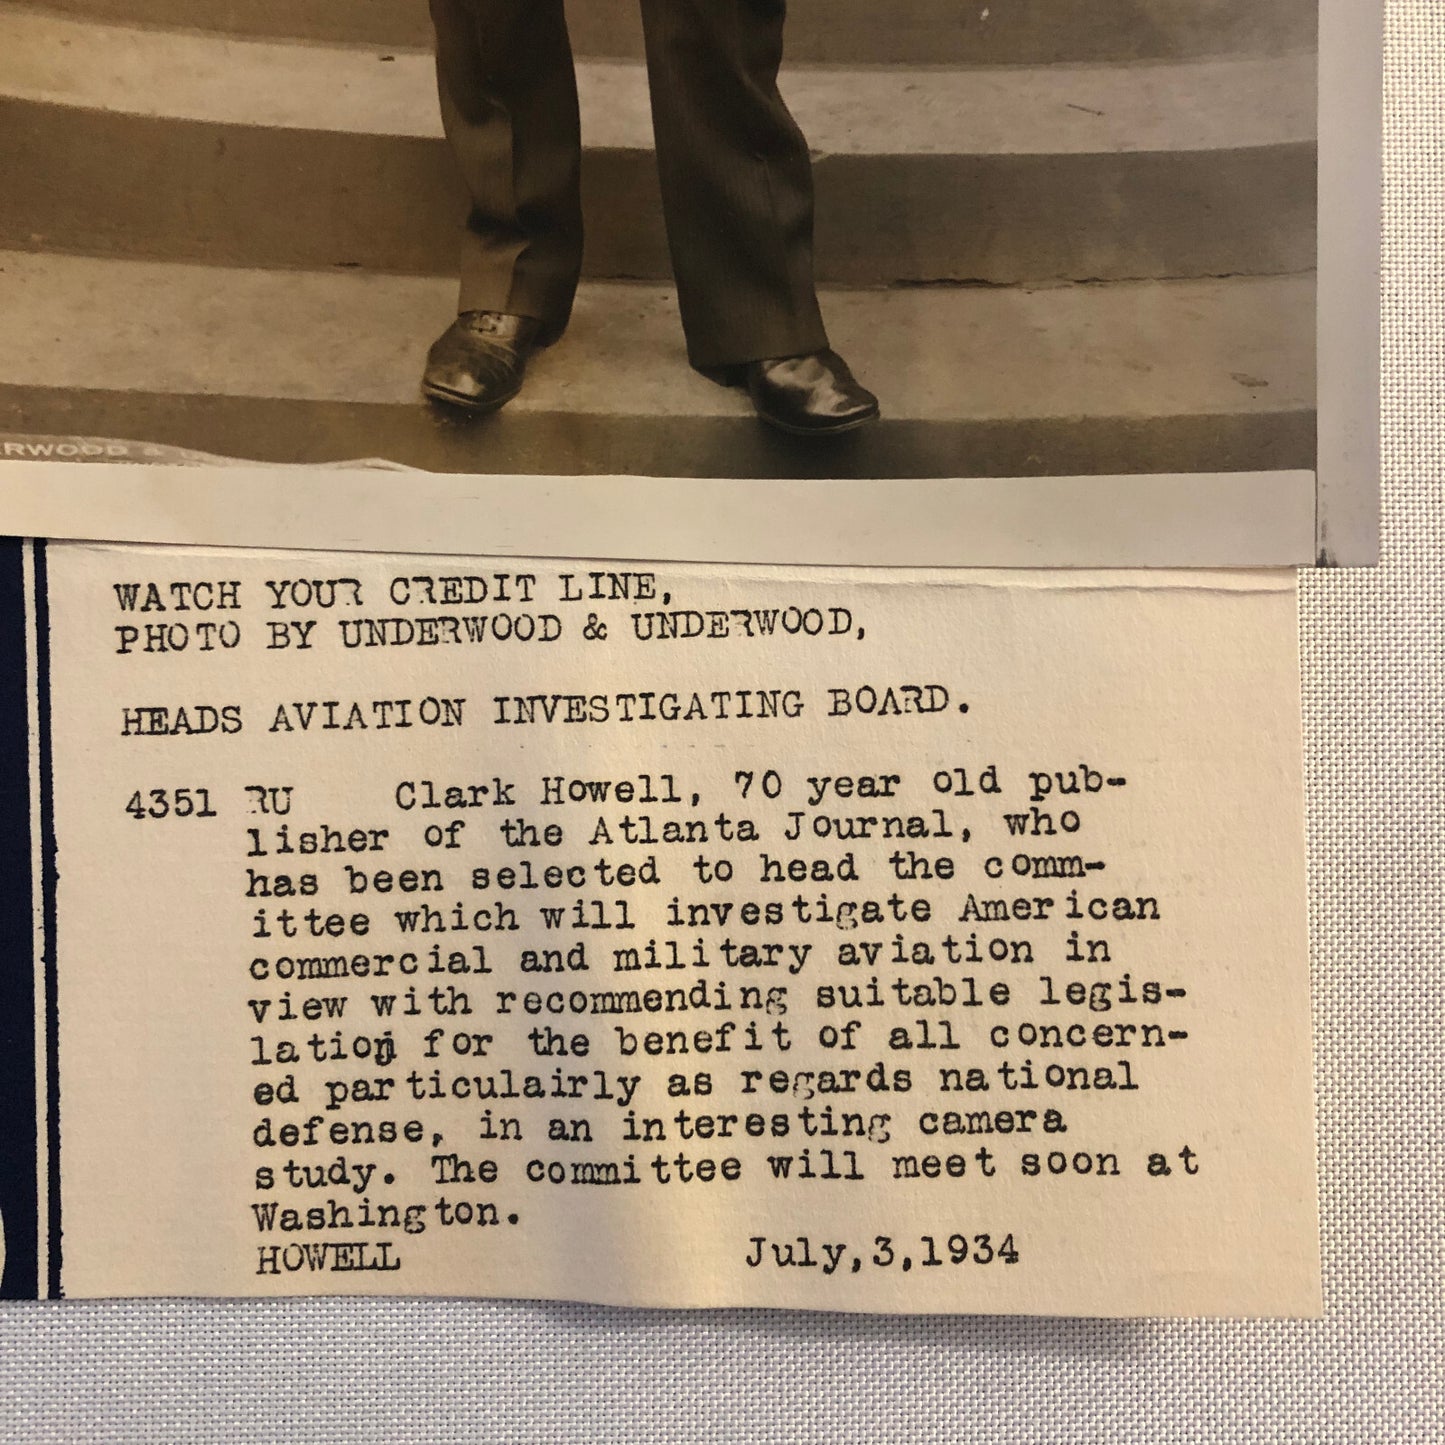 RWOOD &
WATCH YOUR CREDIT LINE,
PHOTO BY UNDERWOOD & UNDERWOOD,
HEADS AVIATION INVESTIGATING BOARD.
4351 RU Clark Howell, 70 year old pub-
lisher of the Atlanta Journal, who
has been selected to head the comm-
ittee which will investigate American
commercial and military aviation in
view with recommending suitable legis-
lation for the benefit of all concern-
ed particulairly as regards national
defense, in an interesting camera
study. The committee will meet soon at
Washington.
HOWELL July,3,1934